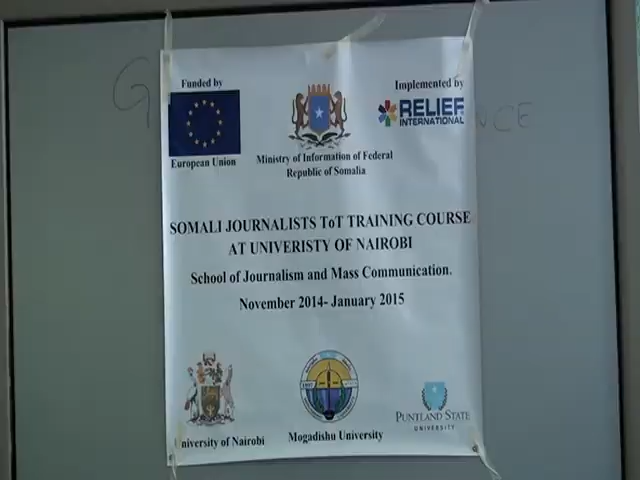 Funded by
European Union
Ministry of Information of Federal
Republic of Somalia
Implemented by
RELIEF
INTERNATIONAL
SOMALI JOURNALISTS ToT TRAINING COURSE
AT UNIVERISTY OF NAIROBI
School of Journalism and Mass Communication.
November 2014- January 2015
University of Nairobi
Mogadishu University
PUNTLAND STATE
UNIVERSITY